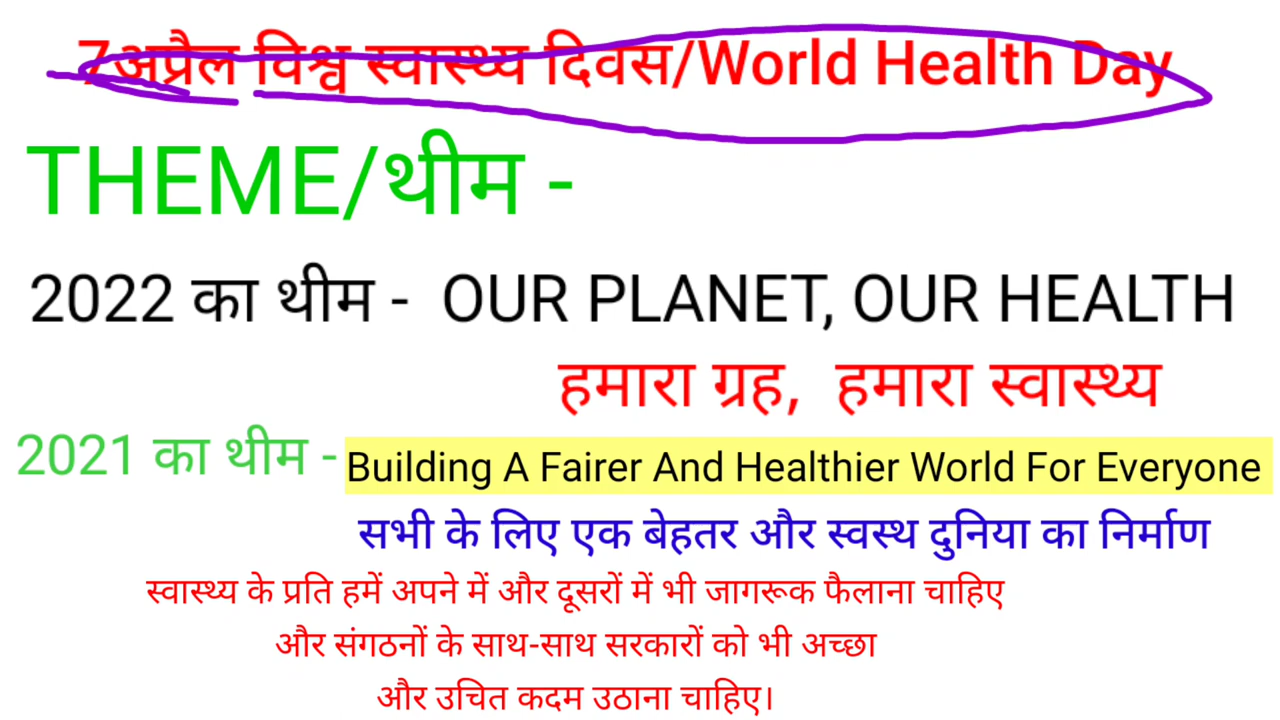 7अप्रैल विश्व स्वास्थ्य दिवस/World Health Day
THEME/थीम -
2022 का थीम - OUR PLANET, OUR HEALTH
हमारा ग्रह, हमारा स्वास्थ्य
2021 का थीम - Building A Fairer And Healthier World For Everyone
सभी के लिए एक बेहतर और स्वस्थ दुनिया का निर्माण
स्वास्थ्य के प्रति हमें अपने में और दूसरों में भी जागरूक फैलाना चाहिए
और संगठनों के साथ-साथ सरकारों को भी अच्छा
और उचित कदम उठाना चाहिए।